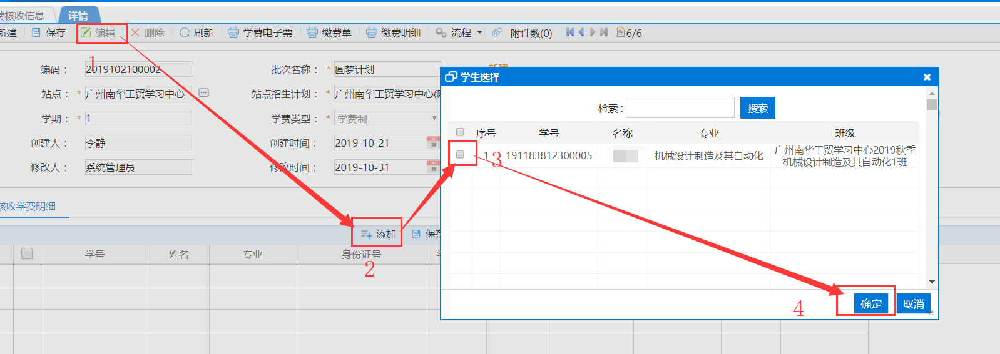 费核收信息 详情
新建 保存 编辑 删除 刷新 学费电子票 缴费单 缴费明细 流程 附件数(0) 6/6
1
编码： 2019102100002 批次名称： * 圆梦计划
站点： * 广州南华工贸学习中心 站点招生计划： * 广州南华工贸学习中心(
学期： * 1 学费类型： * 学费制
创建人： 李静 创建时间： 2019-10-21
修改人： 系统管理员 修改时间： 2019-10-31
核收学费明细
添加 保存
学号 姓名 专业 身份证号
2
学生选择
检索： 搜索
序号 学号 名称 专业 班级
1 191183812300005 机械设计制造及其自动化 广州南华工贸学习中心2019秋季
机械设计制造及其自动化1班
3
4
确定 取消